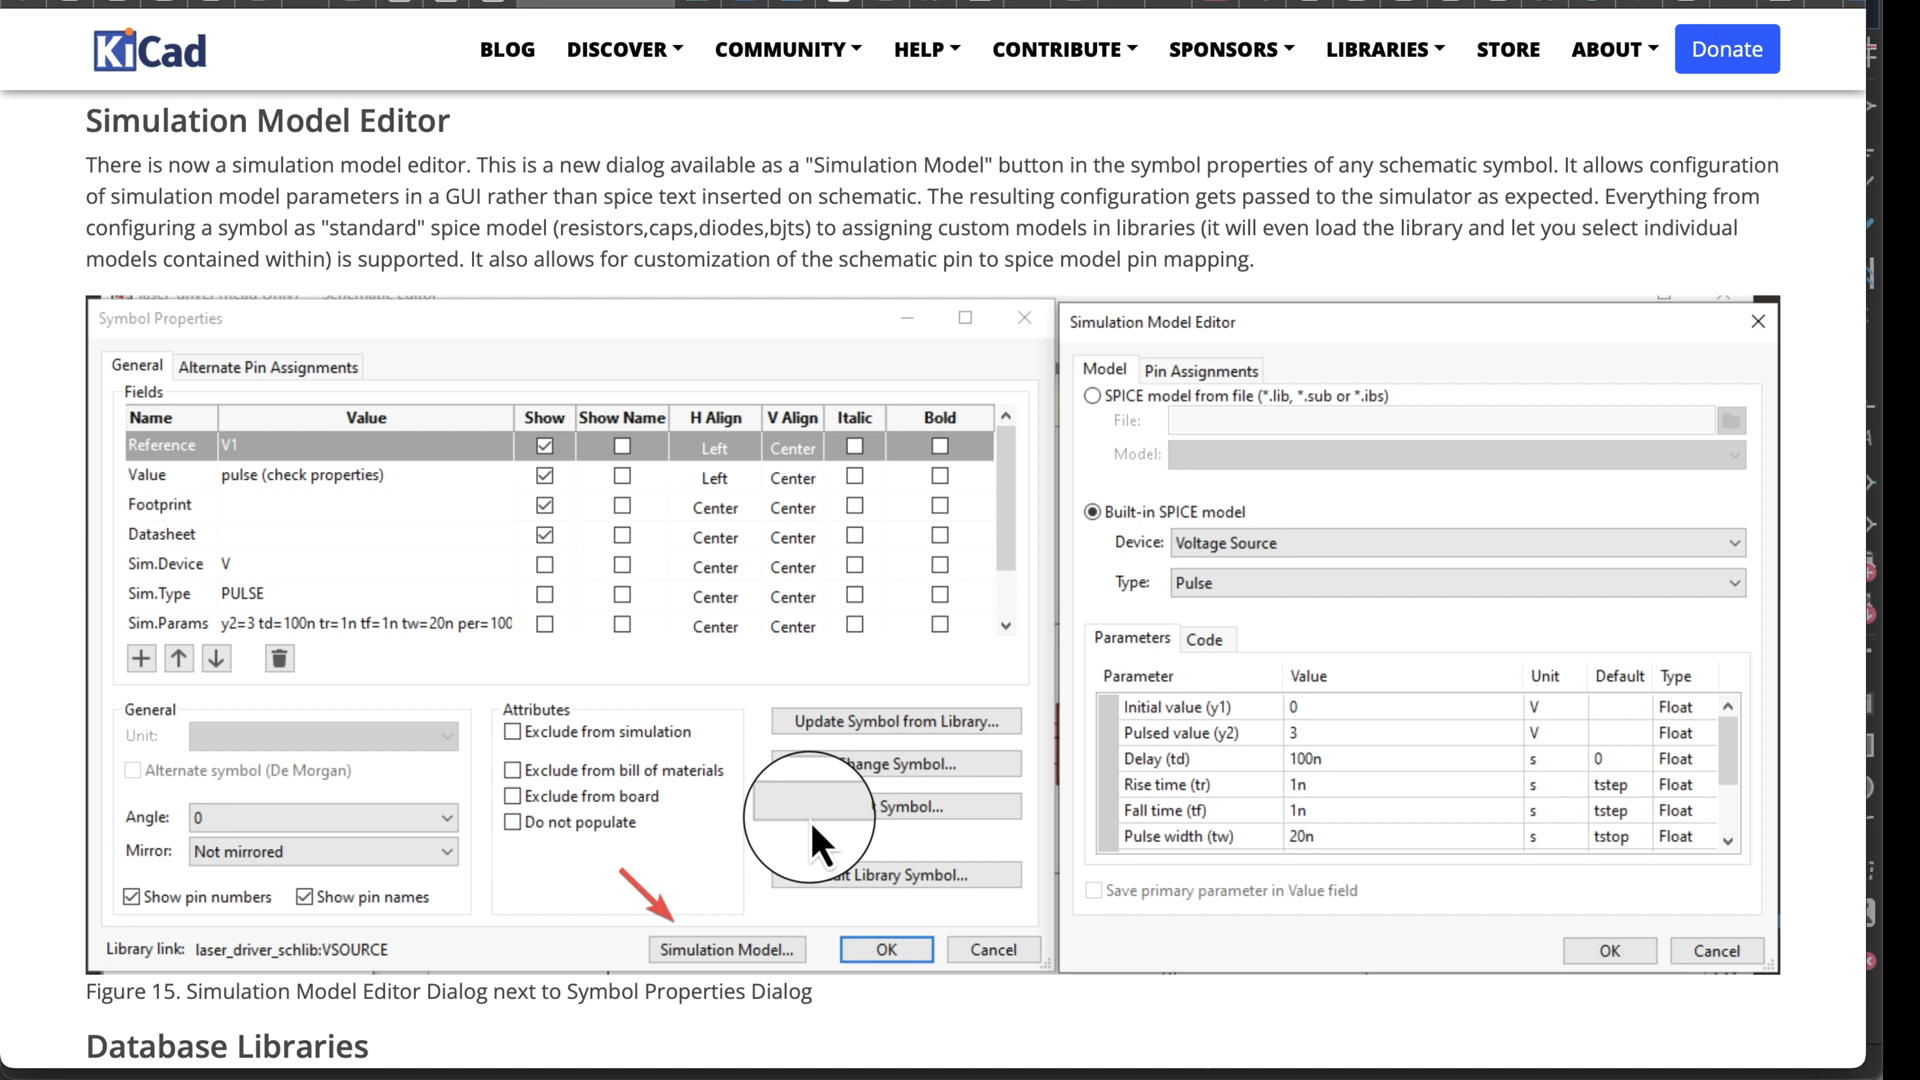 KiCad
BLOG DISCOVER COMMUNITY HELP CONTRIBUTE SPONSORS LIBRARIES STORE ABOUT Donate
Simulation Model Editor
There is now a simulation model editor. This is a new dialog available as a "Simulation Model" button in the symbol properties of any schematic symbol. It allows configuration
of simulation model parameters in a GUI rather than spice text inserted on schematic. The resulting configuration gets passed to the simulator as expected. Everything from
configuring a symbol as "standard" spice model (resistors,caps,diodes,bjts) to assigning custom models in libraries (it will even load the library and let you select individual
models contained within) is supported. It also allows for customization of the schematic pin to spice model pin mapping.
Symbol Properties
General Alternate Pin Assignments
Fields
Name Value Show Show Name H Align V Align Italic Bold
Reference V1 Left Center
Value pulse (check properties) Left Center
Footprint Center Center
Datasheet Center Center
Sim.Device V Center Center
Sim.Type PULSE Center Center
Sim.Params y2=3 td=100n tr=1n tf=1n tw=20n per=100 Center Center
General
Unit:
Alternate symbol (De Morgan)
Angle: 0
Mirror: Not mirrored
Show pin numbers Show pin names
Attributes
Exclude from simulation
Exclude from bill of materials
Exclude from board
Do not populate
Update Symbol from Library...
hange Symbol...
Symbol...
Library Symbol...
Library link: laser_driver_schlib:VSOURCE
Simulation Model... OK Cancel
Simulation Model Editor
Model Pin Assignments
SPICE model from file (*.lib, *.sub or *.ibs)
File:
Model:
Built-in SPICE model
Device: Voltage Source
Type: Pulse
Parameters Code
Parameter Value Unit Default Type
Initial value (y1) 0 V Float
Pulsed value (y2) 3 V Float
Delay (td) 100n s 0 Float
Rise time (tr) 1n s tstep Float
Fall time (tf) 1n s tstep Float
Pulse width (tw) 20n s tstop Float
Save primary parameter in Value field
OK Cancel
Figure 15. Simulation Model Editor Dialog next to Symbol Properties Dialog
Database Libraries